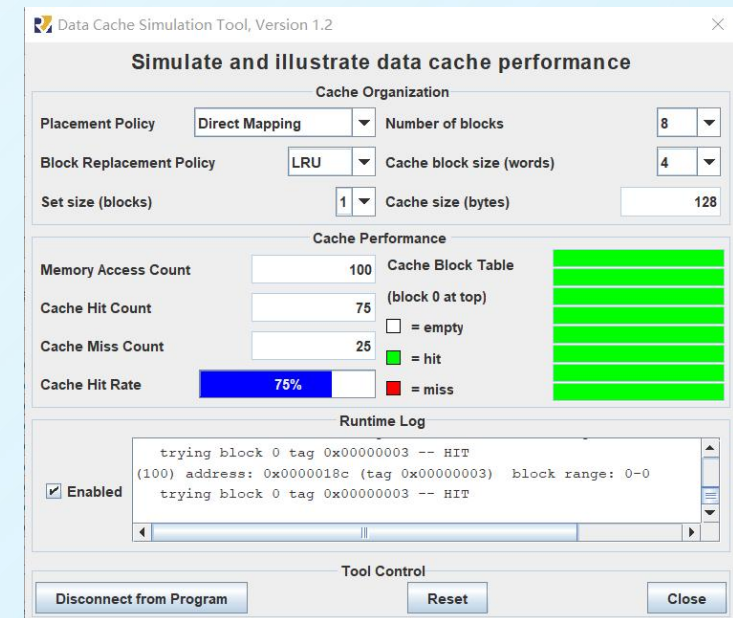 Data Cache Simulation Tool, Version 1.2
Simulate and illustrate data cache performance
Cache Organization
Placement Policy Direct Mapping Number of blocks 8
Block Replacement Policy LRU Cache block size (words) 4
Set size (blocks) 1 Cache size (bytes) 128
Cache Performance
Memory Access Count 100 Cache Block Table
(block 0 at top)
Cache Hit Count 75
= empty
Cache Miss Count 25
= hit
Cache Hit Rate 75%
= miss
Runtime Log
Enabled
trying block 0 tag 0x00000003 -- HIT
(100) address: 0x0000018c (tag 0x00000003) block range: 0-0
trying block 0 tag 0x00000003 -- HIT
Tool Control
Disconnect from Program Reset Close